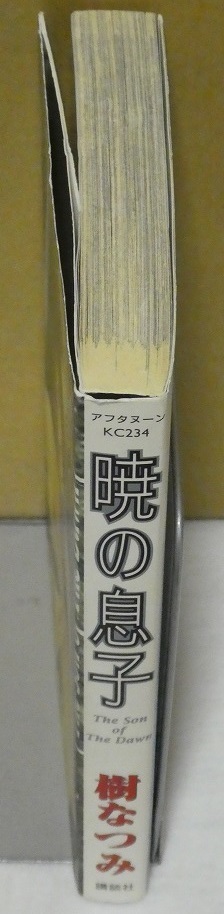 アフタヌーン
KC234
暁の息子
The Son
of
The Dawn
樹なつみ
講談社